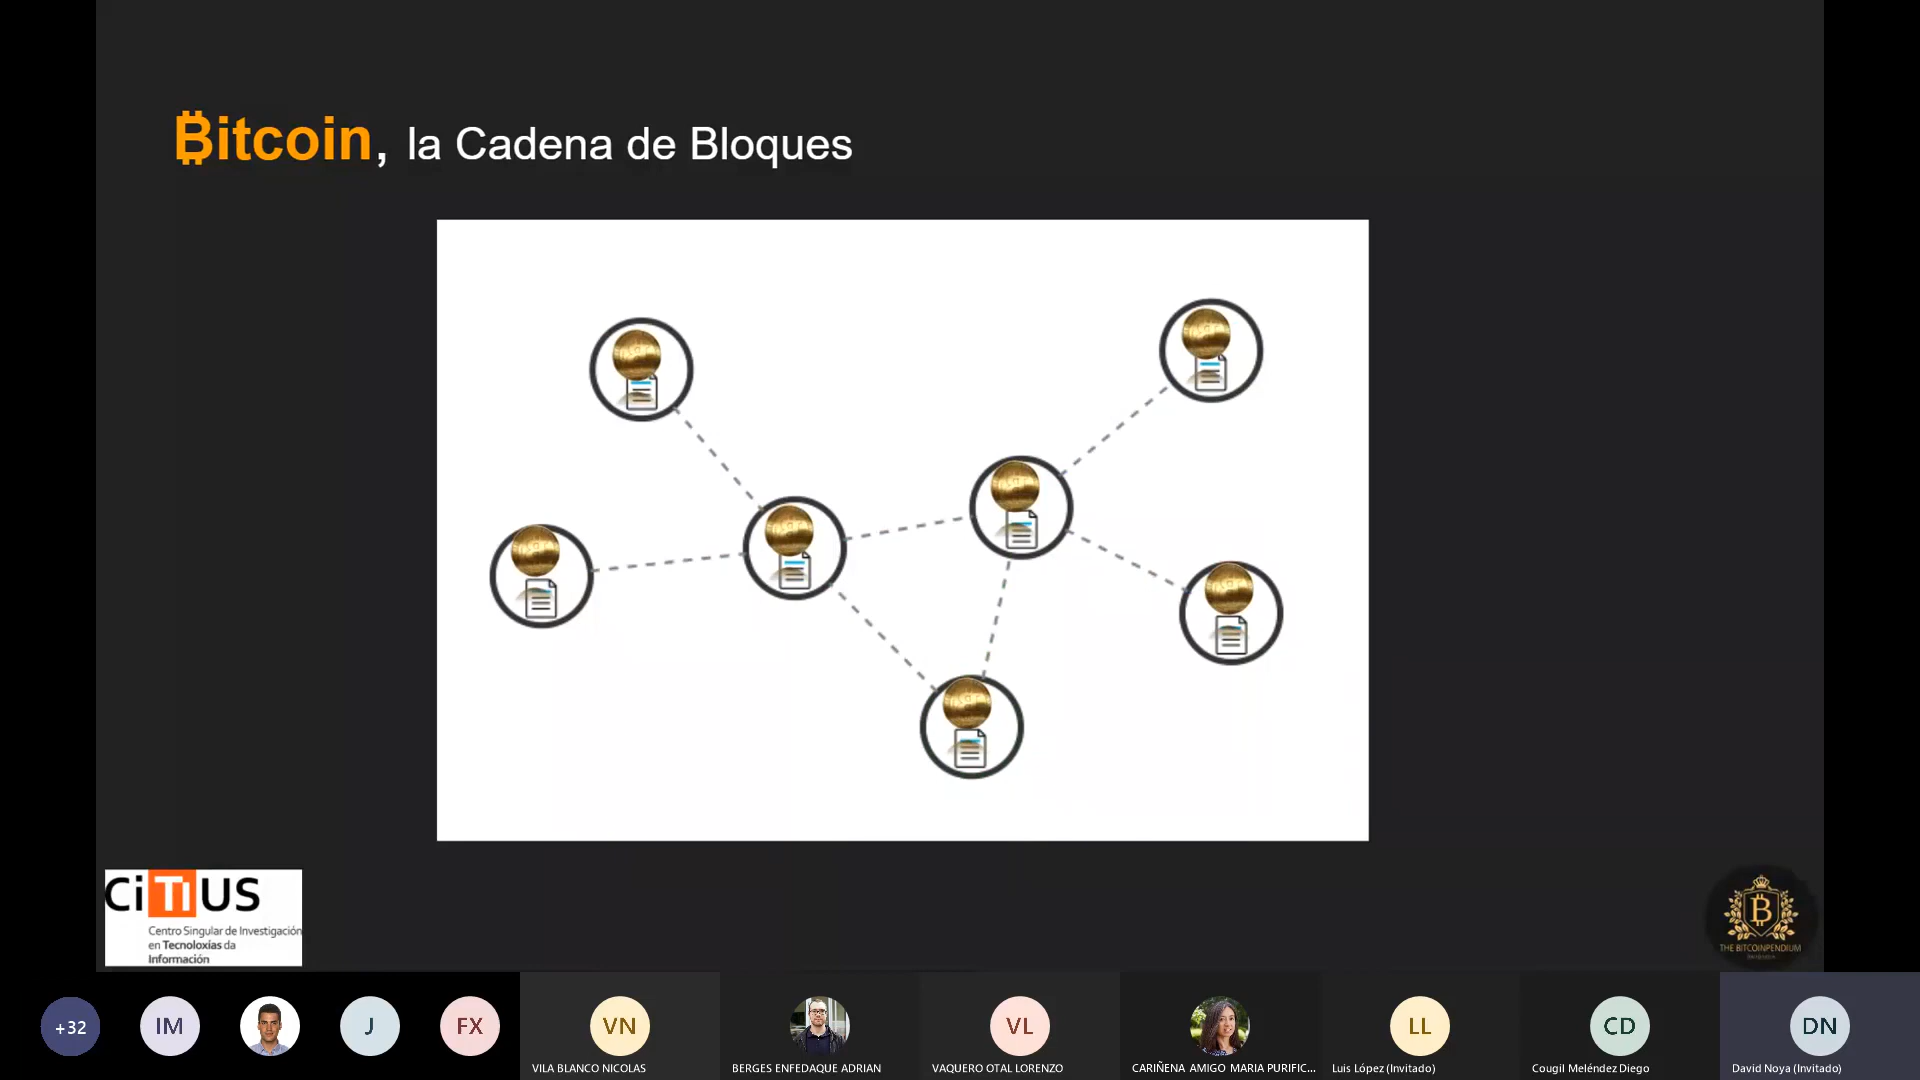 ₿itcoin, la Cadena de Bloques
CiTIUS
Centro Singular de Investigación
en Tecnoloxías da
Información
B
THE BITCOINPENDIUM
+32
IM
J
FX
VN
VL
LL
CD
DN
VILA BLANCO NICOLAS
BERGES ENFEDAQUE ADRIAN
VAQUERO OTAL LORENZO
CARIÑENA AMIGO MARIA PURIFIC...
Luis López (Invitado)
Cougil Meléndez Diego
David Noya (Invitado)